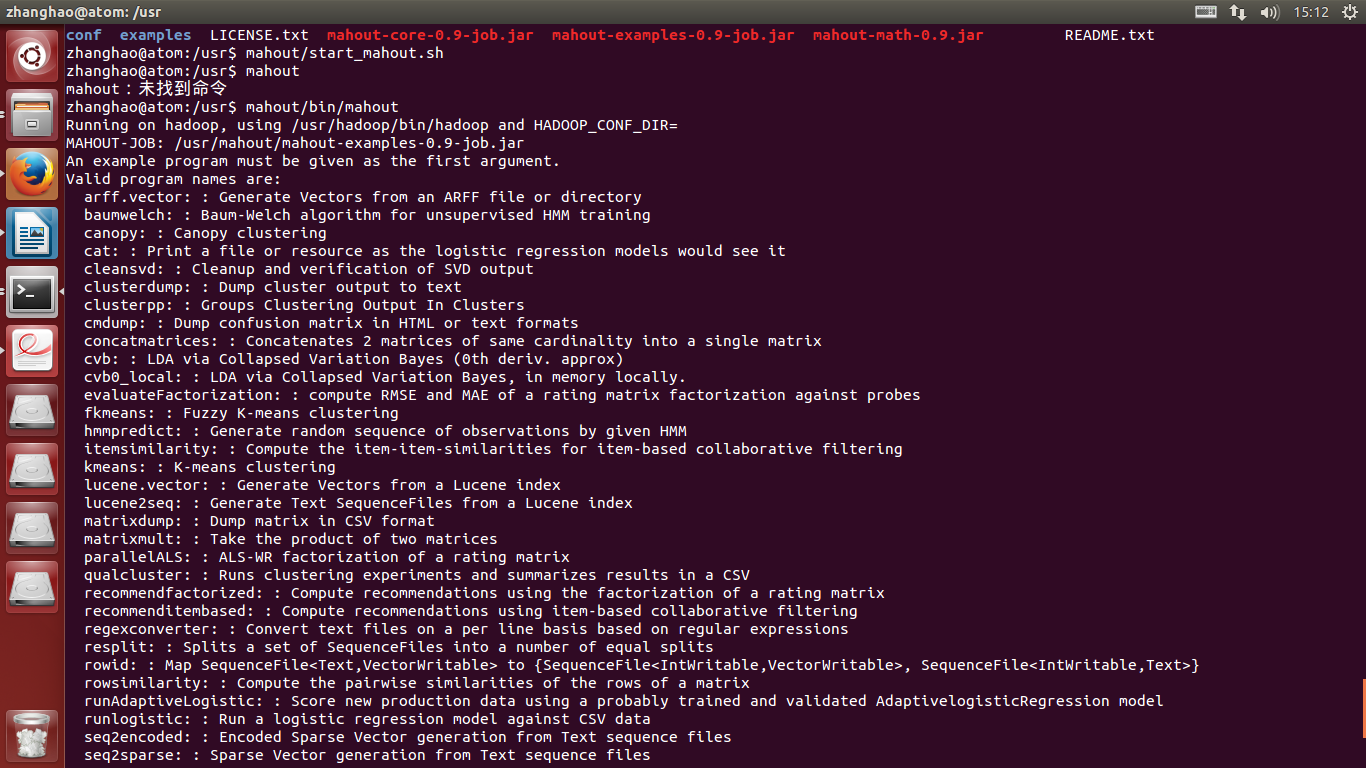 zhanghao@atom: /usr
15:12
conf  examples  LICENSE.txt  mahout-core-0.9-job.jar  mahout-examples-0.9-job.jar  mahout-math-0.9.jar         README.txt
zhanghao@atom:/usr$ mahout/start_mahout.sh
zhanghao@atom:/usr$ mahout
mahout：未找到命令
zhanghao@atom:/usr$ mahout/bin/mahout
Running on hadoop, using /usr/hadoop/bin/hadoop and HADOOP_CONF_DIR=
MAHOUT-JOB: /usr/mahout/mahout-examples-0.9-job.jar
An example program must be given as the first argument.
Valid program names are:
  arff.vector: : Generate Vectors from an ARFF file or directory
  baumwelch: : Baum-Welch algorithm for unsupervised HMM training
  canopy: : Canopy clustering
  cat: : Print a file or resource as the logistic regression models would see it
  cleansvd: : Cleanup and verification of SVD output
  clusterdump: : Dump cluster output to text
  clusterpp: : Groups Clustering Output In Clusters
  cmdump: : Dump confusion matrix in HTML or text formats
  concatmatrices: : Concatenates 2 matrices of same cardinality into a single matrix
  cvb: : LDA via Collapsed Variation Bayes (0th deriv. approx)
  cvb0_local: : LDA via Collapsed Variation Bayes, in memory locally.
  evaluateFactorization: : compute RMSE and MAE of a rating matrix factorization against probes
  fkmeans: : Fuzzy K-means clustering
  hmmpredict: : Generate random sequence of observations by given HMM
  itemsimilarity: : Compute the item-item-similarities for item-based collaborative filtering
  kmeans: : K-means clustering
  lucene.vector: : Generate Vectors from a Lucene index
  lucene2seq: : Generate Text SequenceFiles from a Lucene index
  matrixdump: : Dump matrix in CSV format
  matrixmult: : Take the product of two matrices
  parallelALS: : ALS-WR factorization of a rating matrix
  qualcluster: : Runs clustering experiments and summarizes results in a CSV
  recommendfactorized: : Compute recommendations using the factorization of a rating matrix
  recommenditembased: : Compute recommendations using item-based collaborative filtering
  regexconverter: : Convert text files on a per line basis based on regular expressions
  resplit: : Splits a set of SequenceFiles into a number of equal splits
  rowid: : Map SequenceFile<Text,VectorWritable> to {SequenceFile<IntWritable,VectorWritable>, SequenceFile<IntWritable,Text>}
  rowsimilarity: : Compute the pairwise similarities of the rows of a matrix
  runAdaptiveLogistic: : Score new production data using a probably trained and validated AdaptivelogisticRegression model
  runlogistic: : Run a logistic regression model against CSV data
  seq2encoded: : Encoded Sparse Vector generation from Text sequence files
  seq2sparse: : Sparse Vector generation from Text sequence files